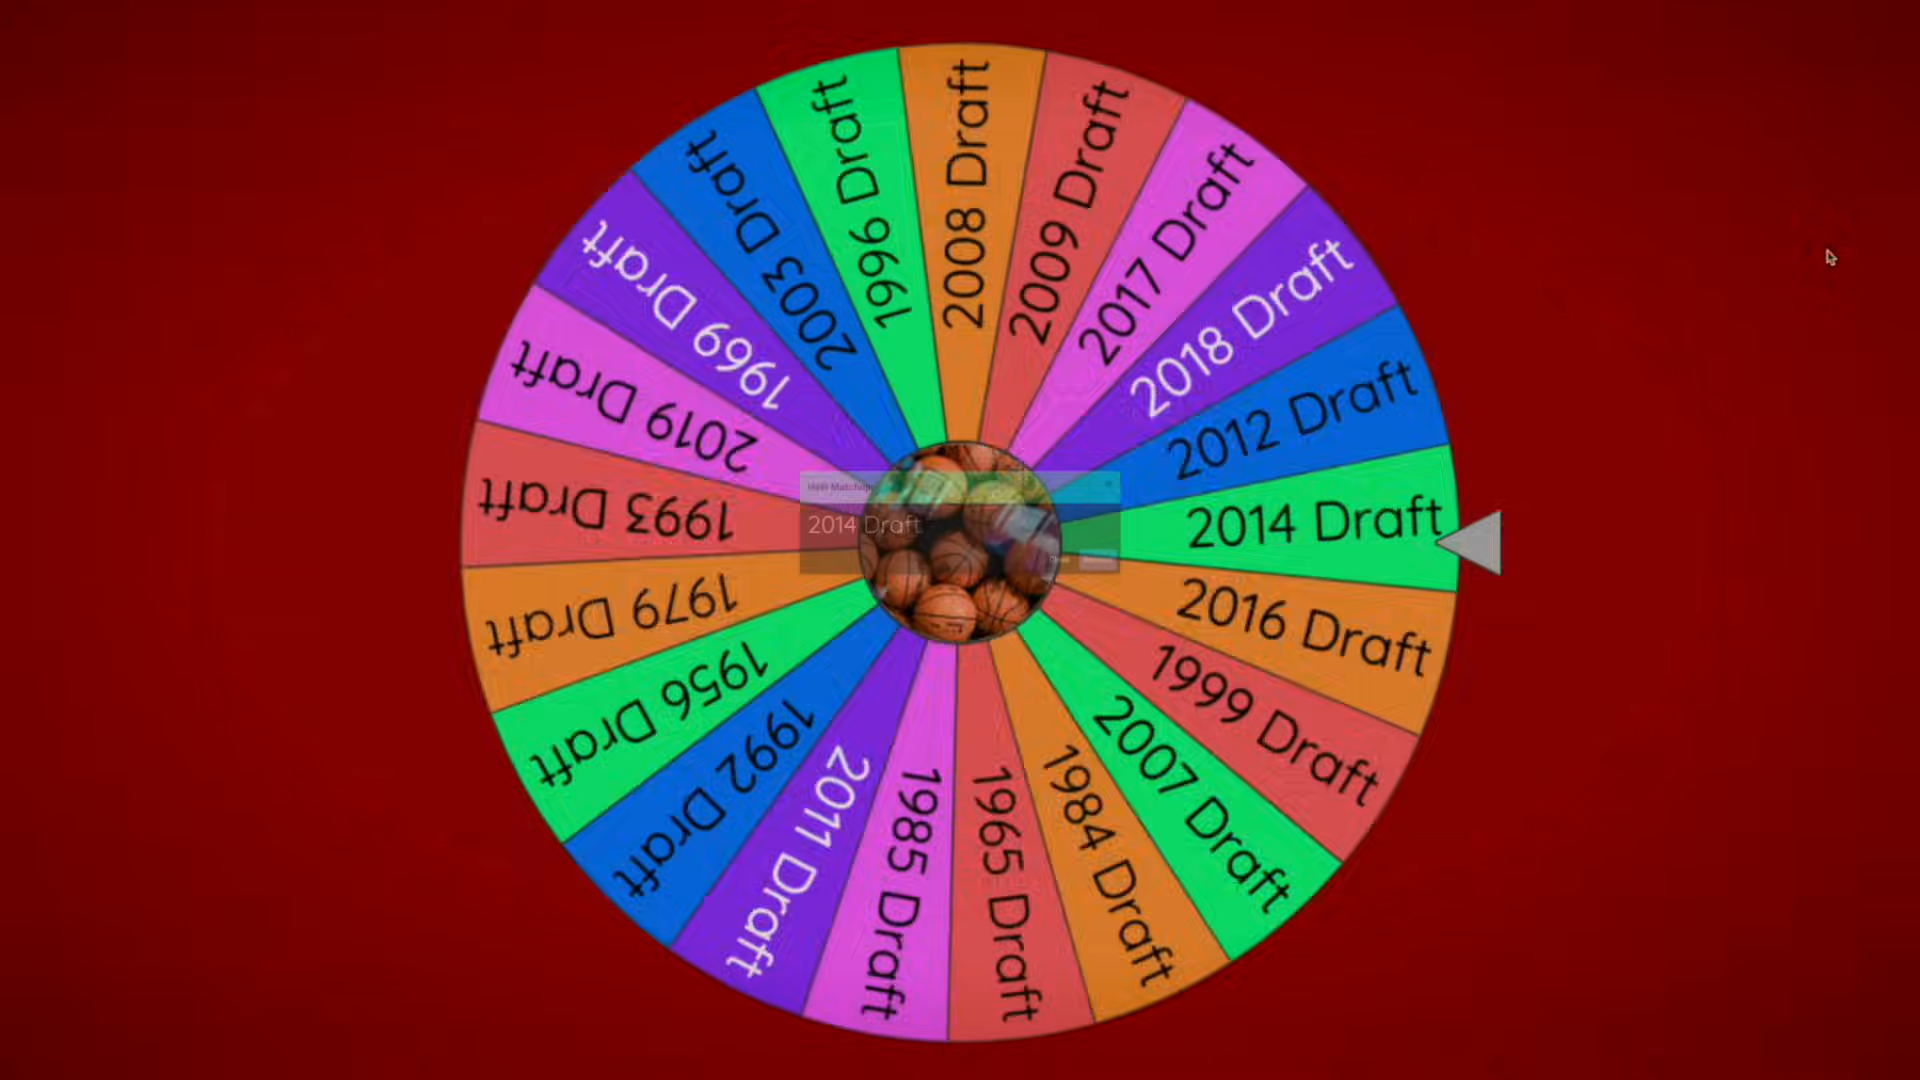 2008 Draft
2009 Draft
2017 Draft
2018 Draft
2012 Draft
2014 Draft
2016 Draft
1999 Draft
2007 Draft
1984 Draft
1965 Draft
1985 Draft
2011 Draft
1992 Draft
1956 Draft
1979 Draft
1993 Draft
2019 Draft
1969 Draft
2003 Draft
1996 Draft
2014 Draft